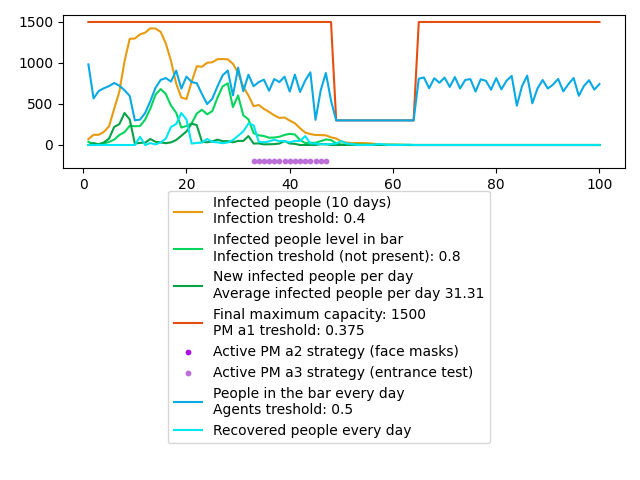 1500
1000
500
0
0 20 40 60 80 100
Infected people (10 days)
Infection treshold: 0.4
Infected people level in bar
Infection treshold (not present): 0.8
New infected people per day
Average infected people per day 31.31
Final maximum capacity: 1500
PM a1 treshold: 0.375
Active PM a2 strategy (face masks)
Active PM a3 strategy (entrance test)
People in the bar every day
Agents treshold: 0.5
Recovered people every day